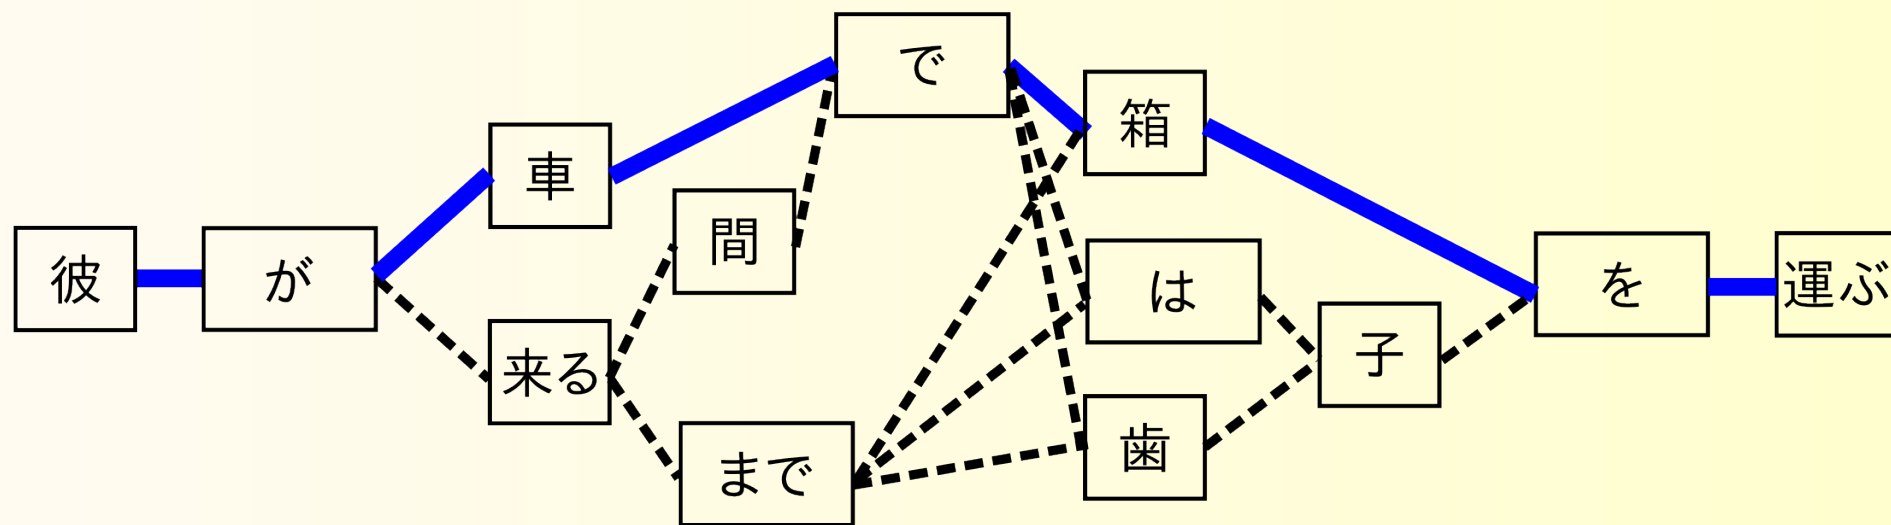 彼
が
車
来る
間
まで
で
箱
は
歯
子
を
運ぶ